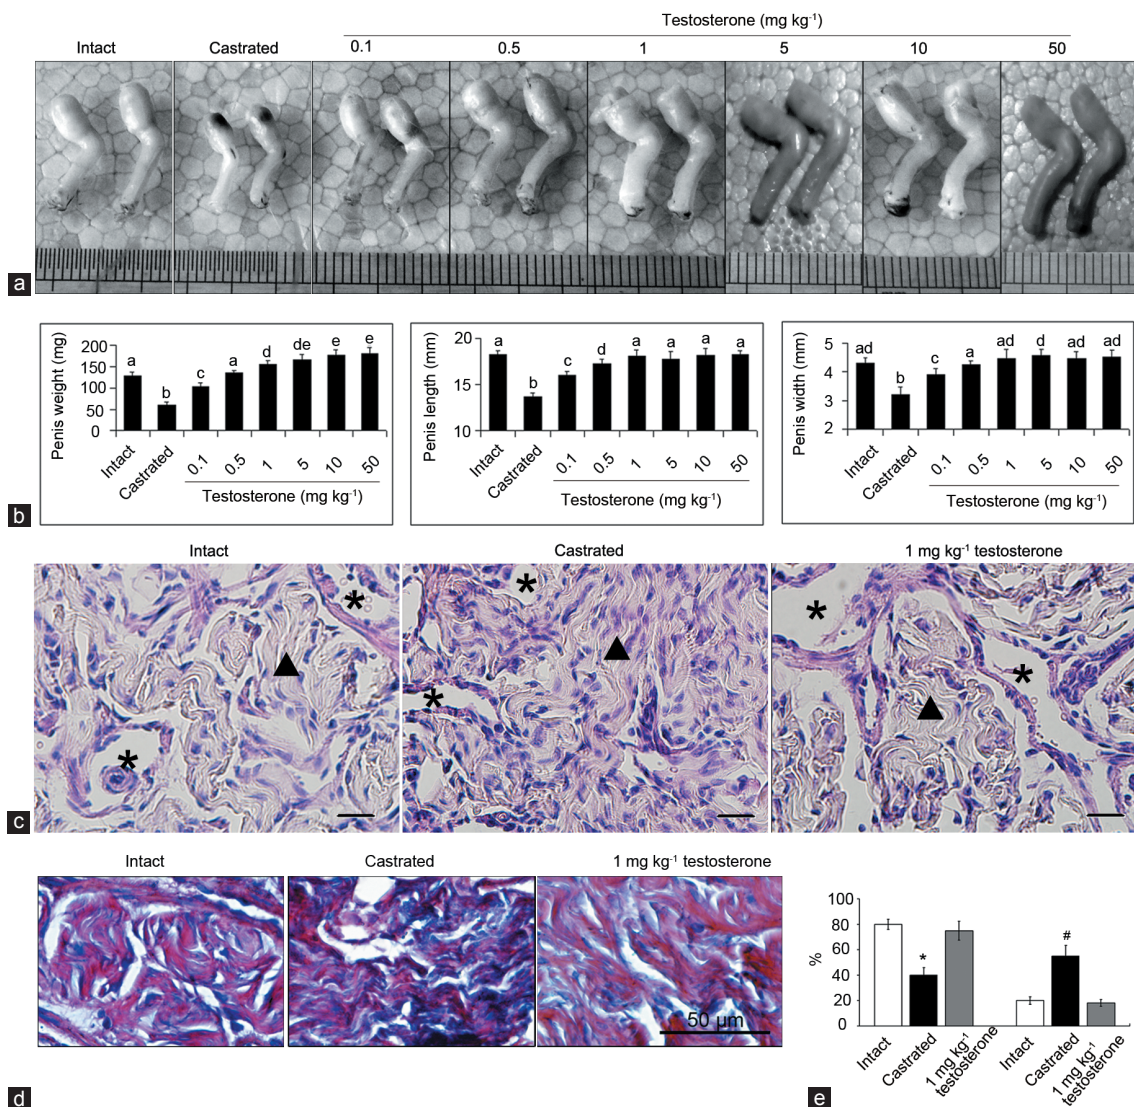 Testosterone (mg kg⁻¹)
Intact Castrated 0.1 0.5 1 5 10 50
a
Penis weight (mg)
200
150
100
50
0
a b c a d de e e
Intact Castrated 0.1 0.5 1 5 10 50
Testosterone (mg kg⁻¹)
Penis length (mm)
20
15
10
a b c d a a a a
Intact Castrated 0.1 0.5 1 5 10 50
Testosterone (mg kg⁻¹)
Penis width (mm)
5
4
3
2
ad b c a ad d ad ad
Intact Castrated 0.1 0.5 1 5 10 50
Testosterone (mg kg⁻¹)
b
Intact Castrated 1 mg kg⁻¹ testosterone
* * * * * *
c
Intact Castrated 1 mg kg⁻¹ testosterone
50 µm
d
%
100
80
60
40
20
0
* #
Intact Castrated 1 mg kg⁻¹ testosterone
Intact Castrated 1 mg kg⁻¹ testosterone
e